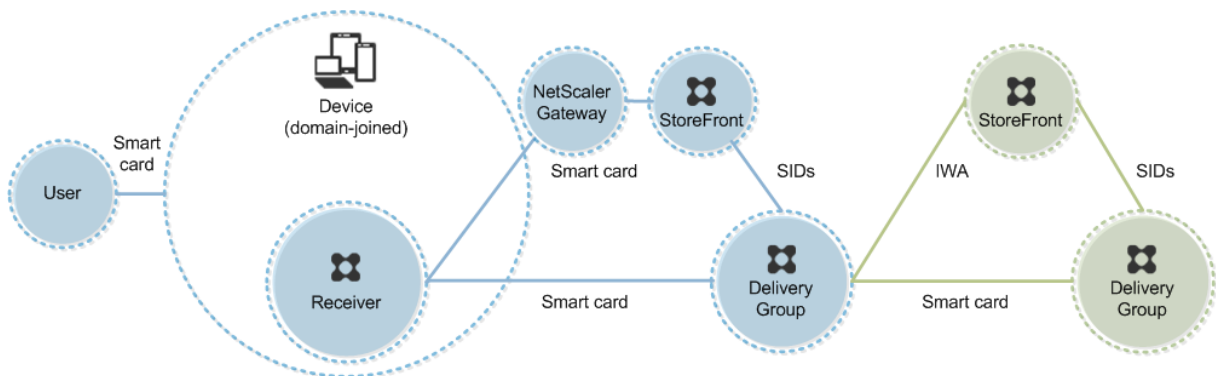 Device
(domain-joined)
NetScaler
Gateway
StoreFront
StoreFront
Smart
card
User
Smart card
SIDs
IWA
SIDs
Receiver
Smart card
Delivery
Group
Smart card
Delivery
Group